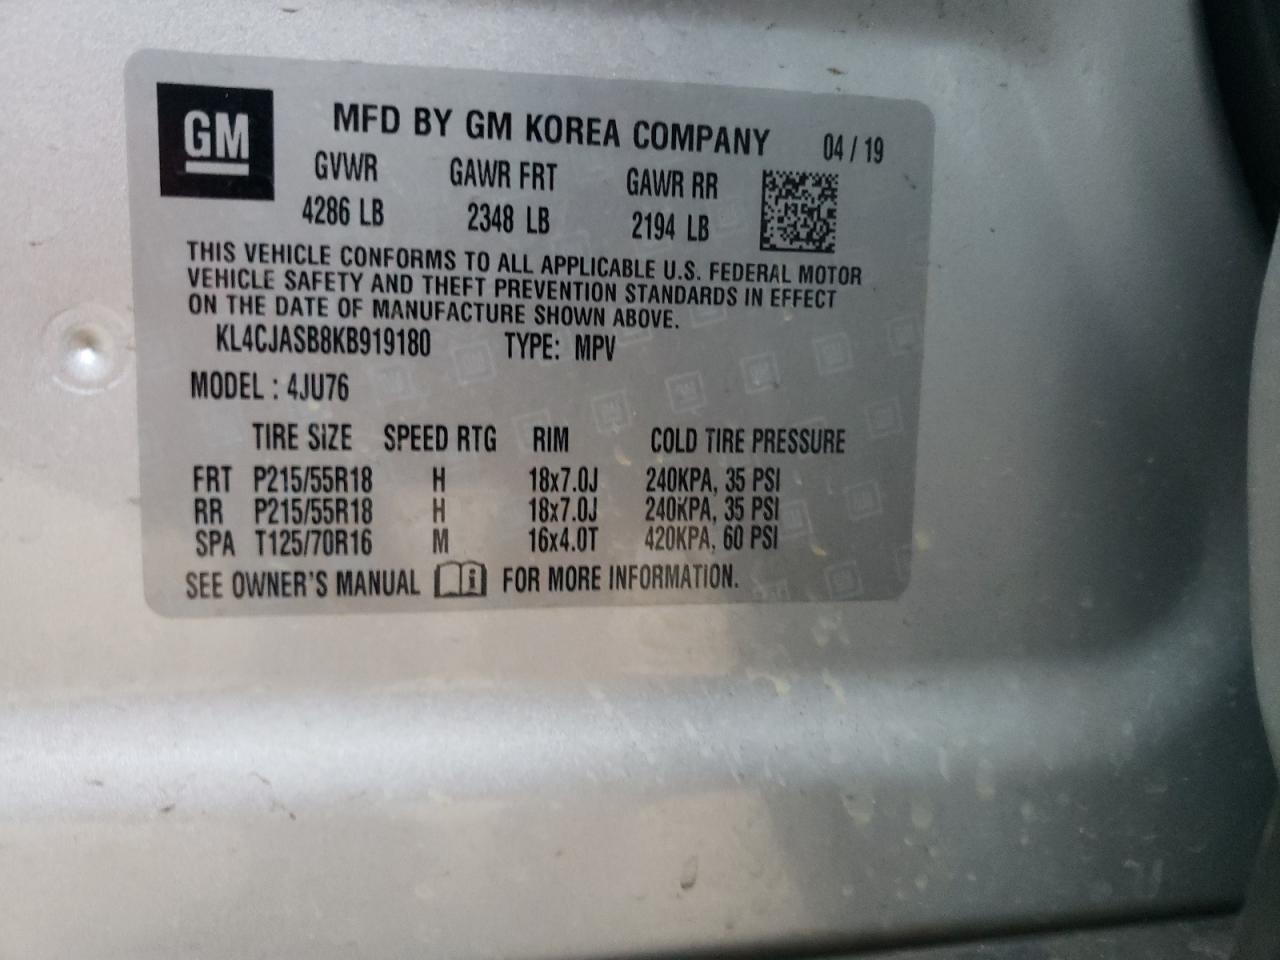 GM MFD BY GM KOREA COMPANY 04 / 19
GVWR GAWR FRT GAWR RR
4286 LB 2348 LB 2194 LB
THIS VEHICLE CONFORMS TO ALL APPLICABLE U.S. FEDERAL MOTOR
VEHICLE SAFETY AND THEFT PREVENTION STANDARDS IN EFFECT
ON THE DATE OF MANUFACTURE SHOWN ABOVE.
KL4CJASB8KB919180 TYPE: MPV
MODEL : 4JU76
TIRE SIZE SPEED RTG RIM COLD TIRE PRESSURE
FRT P215/55R18 H 18x7.0J 240KPA, 35 PSI
RR P215/55R18 H 18x7.0J 240KPA, 35 PSI
SPA T125/70R16 M 16x4.0T 420KPA, 60 PSI
SEE OWNER'S MANUAL FOR MORE INFORMATION.